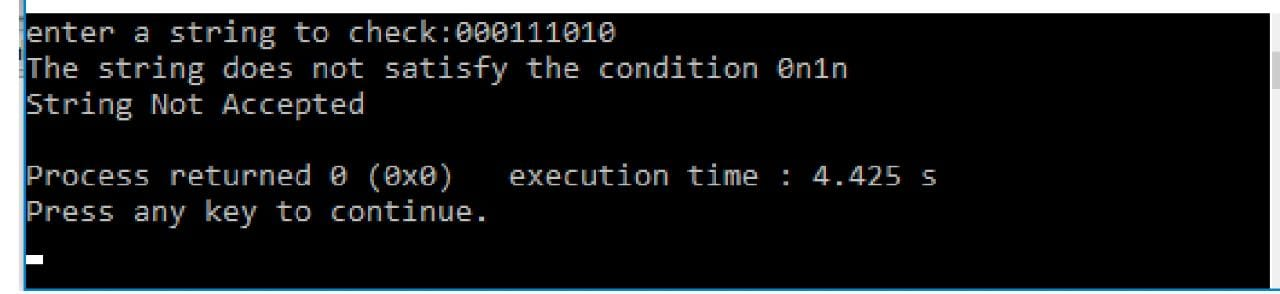 enter a string to check:000111010
The string does not satisfy the condition 0n1n
String Not Accepted
Process returned 0 (0x0)   execution time : 4.425 s
Press any key to continue.